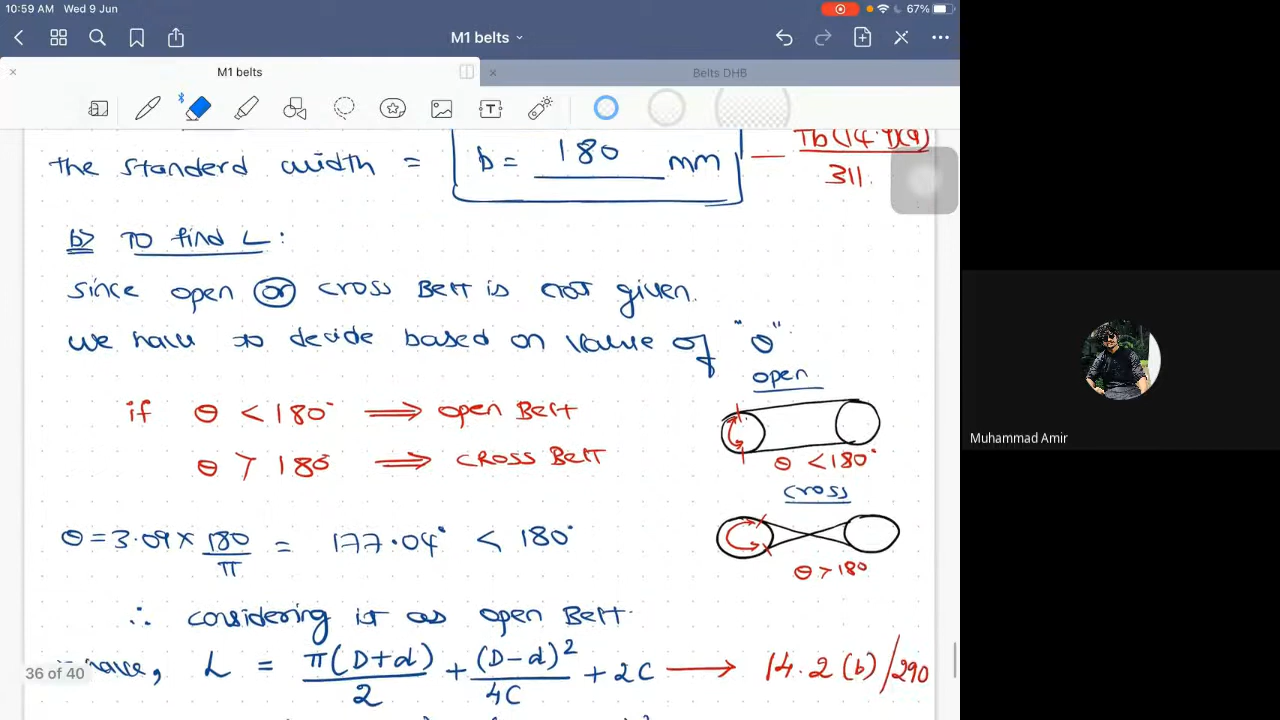 10:59 AM Wed 9 Jun
67%
M1 belts
M1 belts
Belts DHB
Tb (14.9)(a)
the standerd width = b = 180 mm — 311
b> To find L:
since open or cross Belt is not given.
we have to decide based on value of "θ"
open
if θ < 180° ⟹ open Belt
θ < 180°
θ > 180° ⟹ cross Belt
cross
θ = 3.09 × 180/π = 177.04° < 180°
θ > 180
∴ considering it as open Belt.
have, L = π(D+d)/2 + (D-d)²/4C + 2C → 14.2 (b)/290
36 of 40
Muhammad Amir